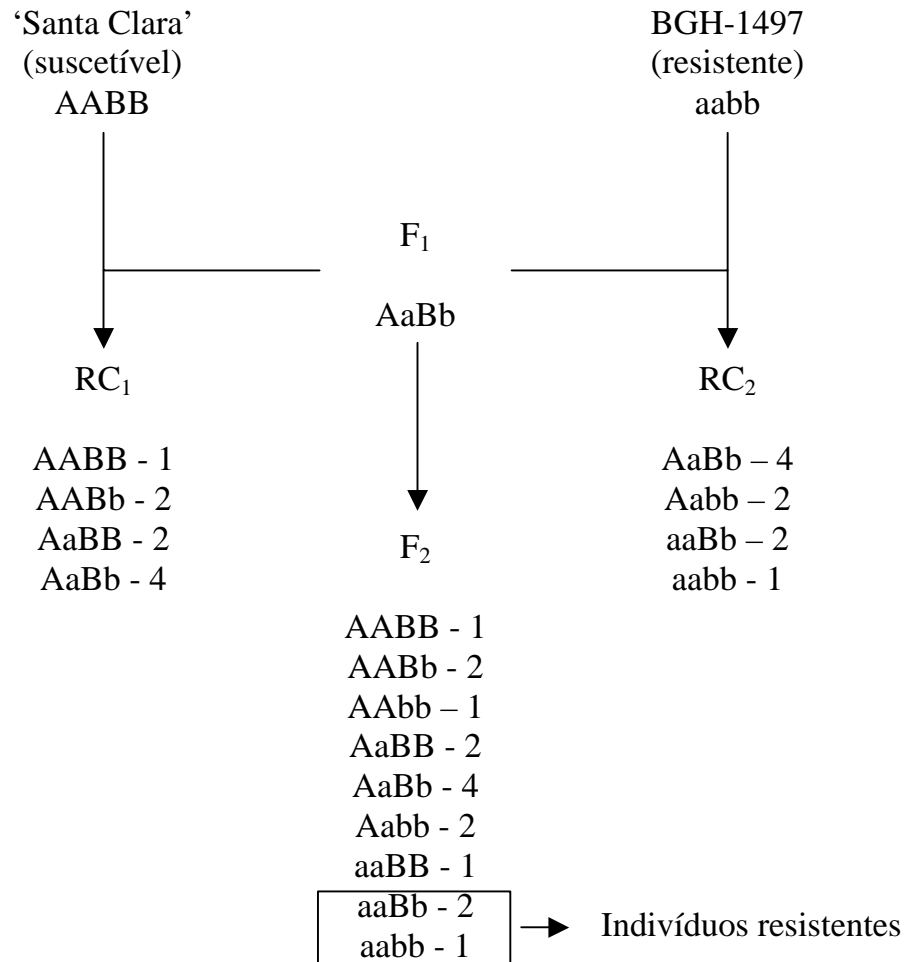 ‘Santa Clara’
(suscetível)
AABB
BGH-1497
(resistente)
aabb
F₁
AaBb
RC₁
AABB - 1
AABb - 2
AaBB - 2
AaBb - 4
RC₂
AaBb – 4
Aabb – 2
aaBb – 2
aabb - 1
F₂
AABB - 1
AABb - 2
AAbb – 1
AaBB - 2
AaBb - 4
Aabb - 2
aaBB - 1
aaBb - 2
aabb - 1
Indivíduos resistentes